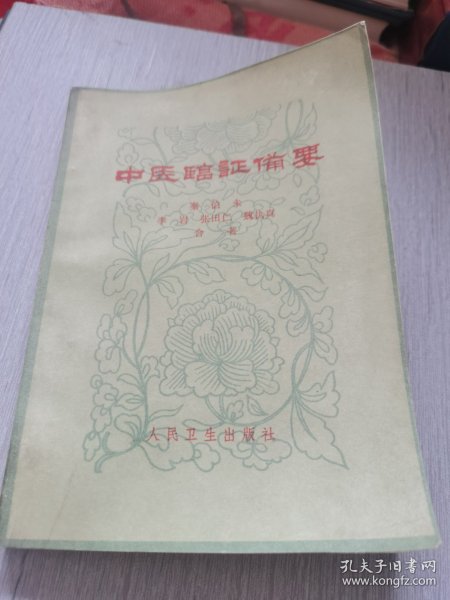 中医臨証備要
秦伯未
李岩 张田仁 魏执真
合著
人民卫生出版社
孔夫子旧书网
www.kongfz.com